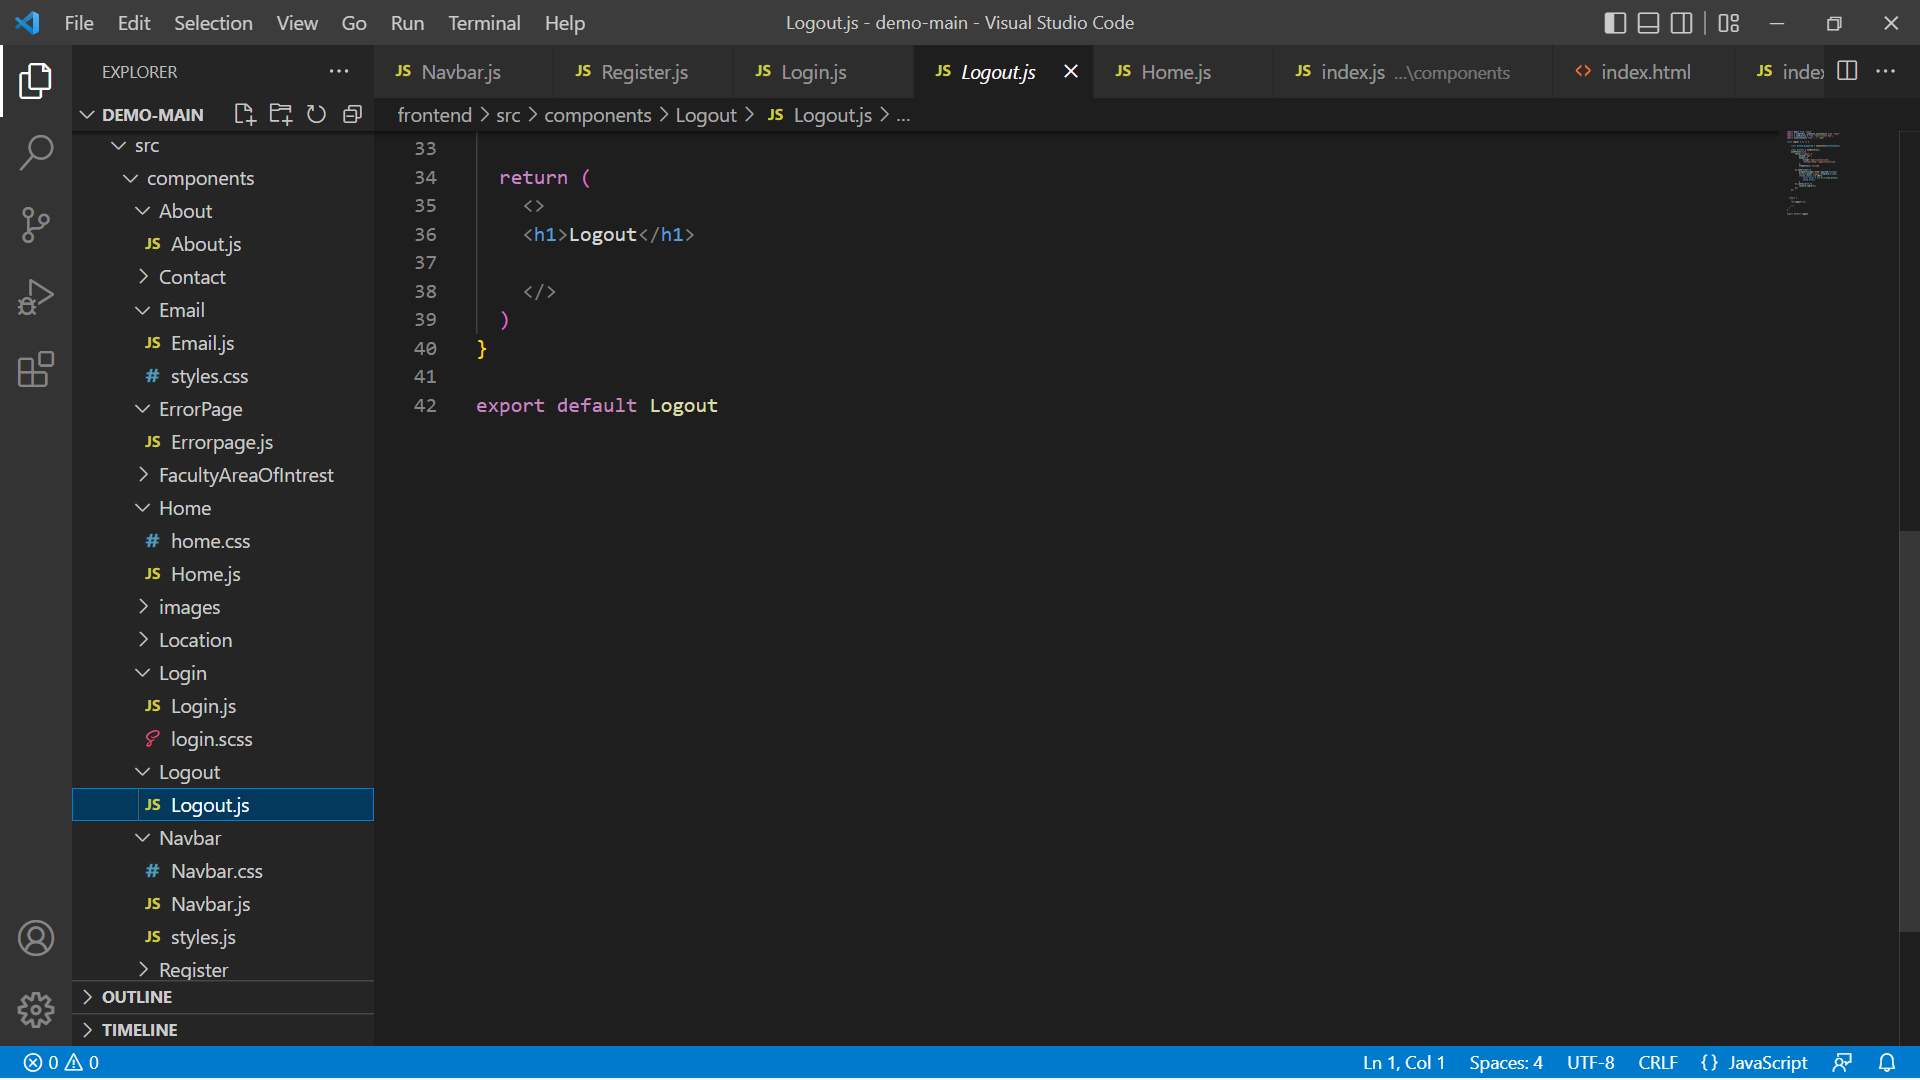 File Edit Selection View Go Run Terminal Help
Logout.js - demo-main - Visual Studio Code
EXPLORER
DEMO-MAIN
src
components
About
JS About.js
Contact
Email
JS Email.js
# styles.css
ErrorPage
JS Errorpage.js
FacultyAreaOfIntrest
Home
# home.css
JS Home.js
images
Location
Login
JS Login.js
login.scss
Logout
JS Logout.js
Navbar
# Navbar.css
JS Navbar.js
JS styles.js
Register
OUTLINE
TIMELINE
JS Navbar.js JS Register.js JS Login.js JS Logout.js JS Home.js JS index.js ...\components <> index.html JS index
frontend > src > components > Logout > JS Logout.js > ...
33
34 return (
35 <>
36 <h1>Logout</h1>
37
38 </>
39 )
40 }
41
42 export default Logout
0 0
Ln 1, Col 1 Spaces: 4 UTF-8 CRLF {} JavaScript